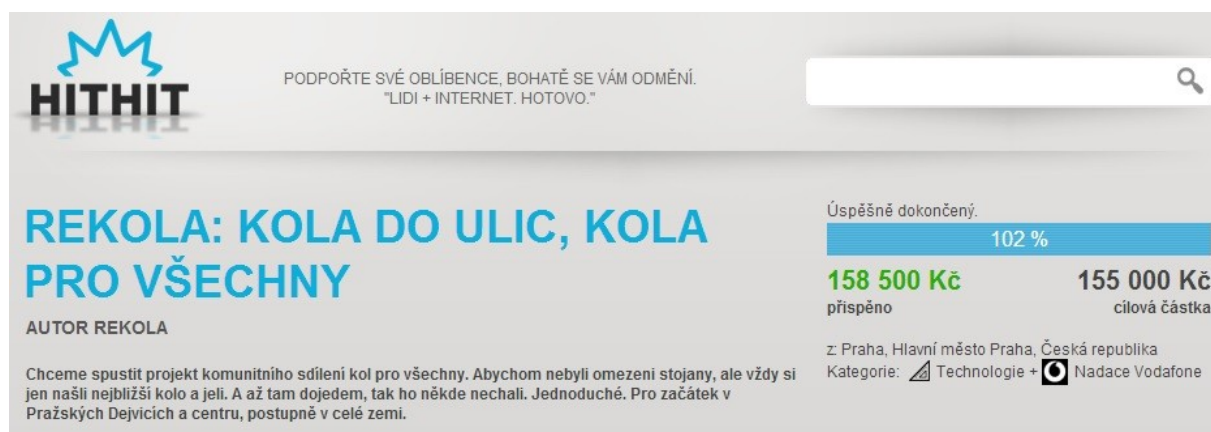 HITHIT
PODPOŘTE SVÉ OBLÍBENCE, BOHATĚ SE VÁM ODMĚNÍ.
"LIDI + INTERNET. HOTOVO."
REKOLA: KOLA DO ULIC, KOLA
PRO VŠECHNY
AUTOR REKOLA
Chceme spustit projekt komunitního sdílení kol pro všechny. Abychom nebyli omezeni stojany, ale vždy si
jen našli nejbližší kolo a jeli. A až tam dojedem, tak ho někde nechali. Jednoduché. Pro začátek v
Pražských Dejvicích a centru, postupně v celé zemi.
Úspěšně dokončený.
102 %
158 500 Kč 155 000 Kč
přispěno cílová částka
z: Praha, Hlavní město Praha, Česká republika
Kategorie: Technologie + Nadace Vodafone